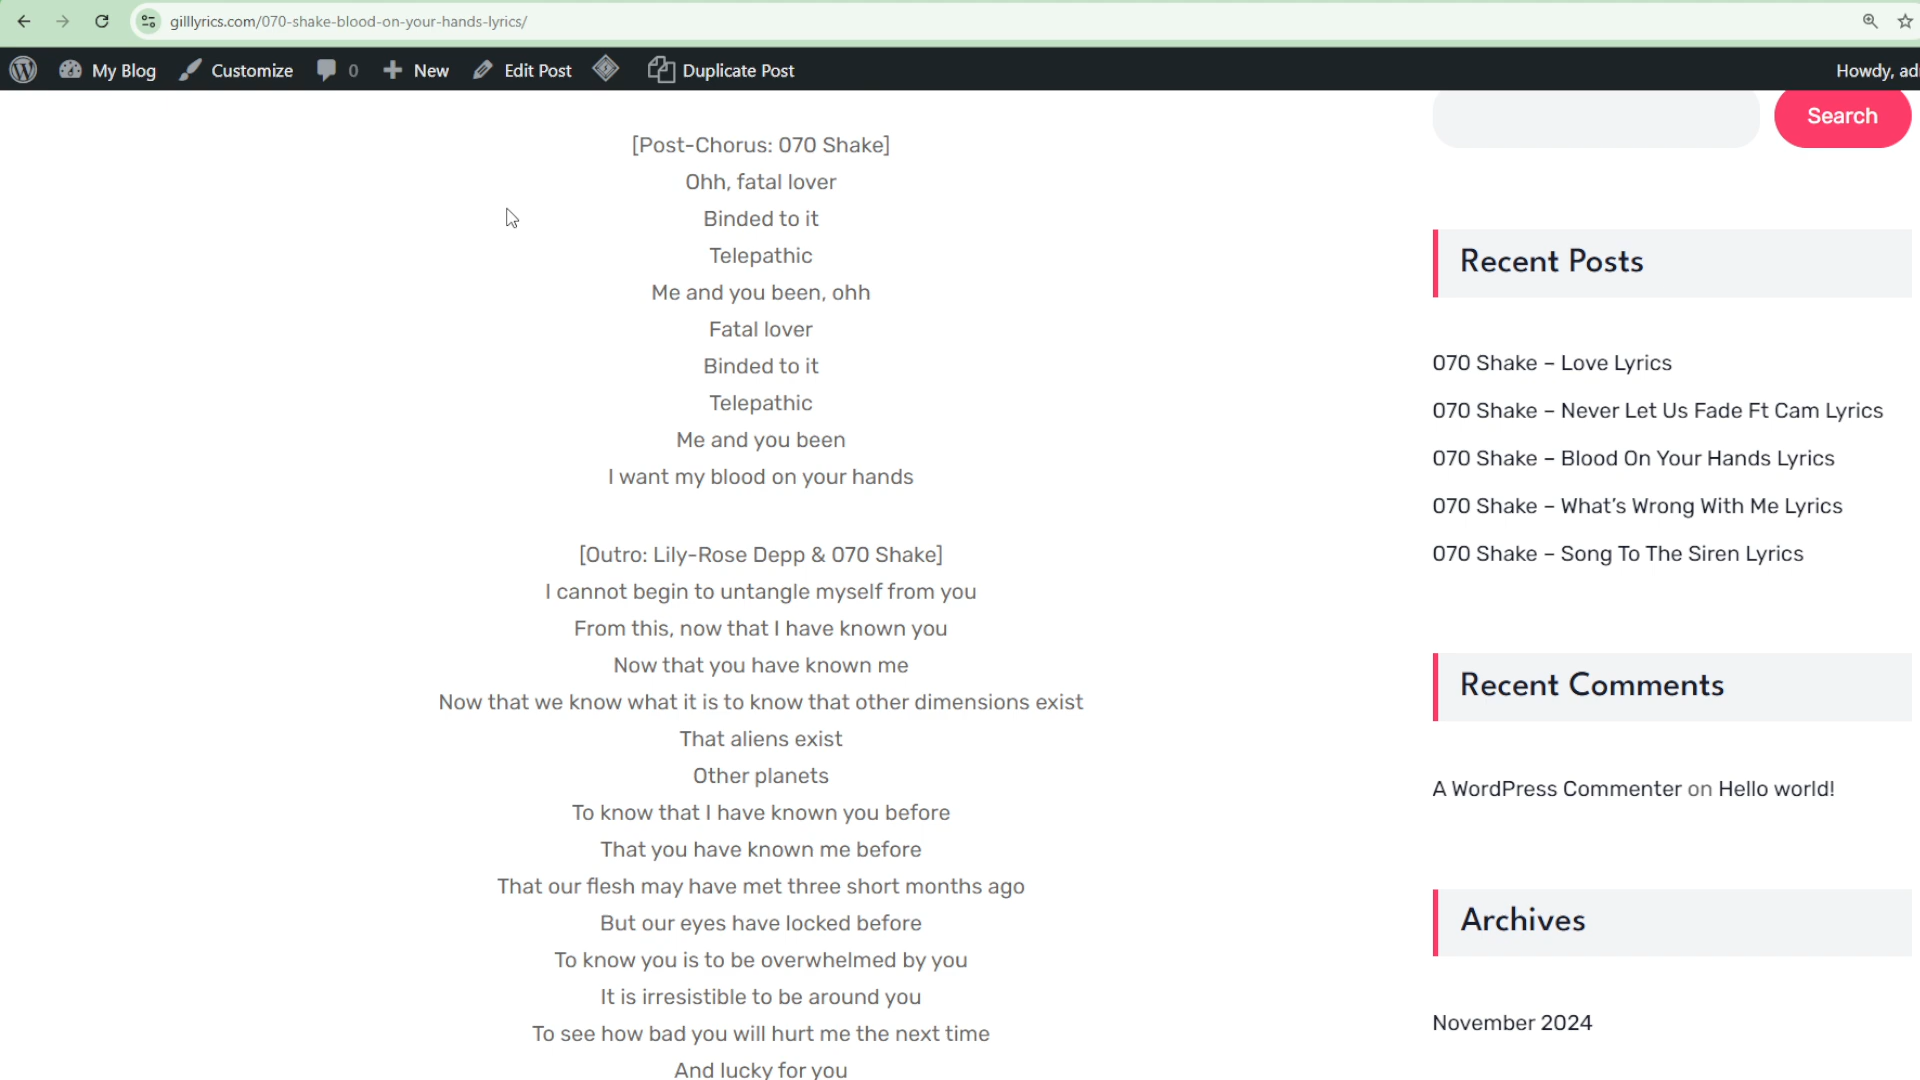 gilllyrics.com/070-shake-blood-on-your-hands-lyrics/
My Blog Customize 0 New Edit Post Duplicate Post Howdy, ad
[Post-Chorus: 070 Shake]
Ohh, fatal lover
Binded to it
Telepathic
Me and you been, ohh
Fatal lover
Binded to it
Telepathic
Me and you been
I want my blood on your hands
[Outro: Lily-Rose Depp & 070 Shake]
I cannot begin to untangle myself from you
From this, now that I have known you
Now that you have known me
Now that we know what it is to know that other dimensions exist
That aliens exist
Other planets
To know that I have known you before
That you have known me before
That our flesh may have met three short months ago
But our eyes have locked before
To know you is to be overwhelmed by you
It is irresistible to be around you
To see how bad you will hurt me the next time
And lucky for you
Search
Recent Posts
070 Shake – Love Lyrics
070 Shake – Never Let Us Fade Ft Cam Lyrics
070 Shake – Blood On Your Hands Lyrics
070 Shake – What's Wrong With Me Lyrics
070 Shake – Song To The Siren Lyrics
Recent Comments
A WordPress Commenter on Hello world!
Archives
November 2024